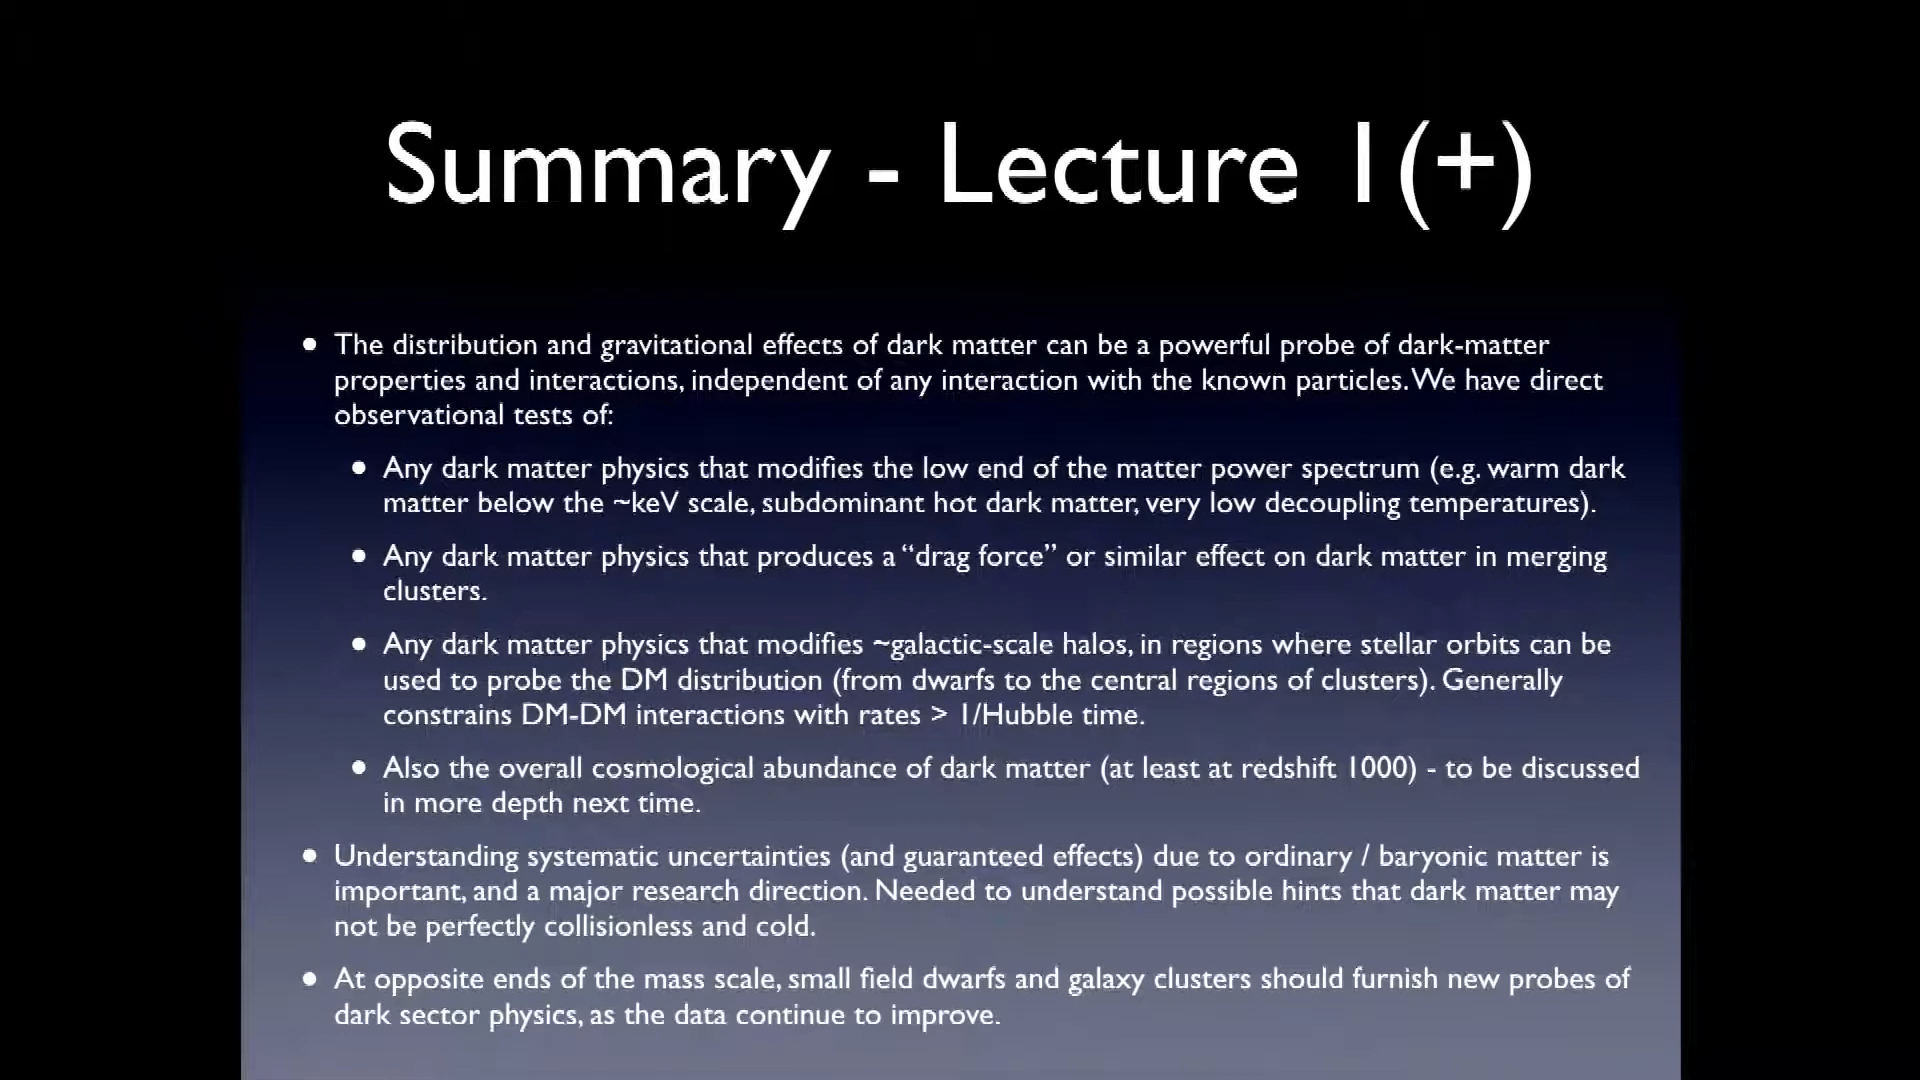 Summary - Lecture 1(+)
• The distribution and gravitational effects of dark matter can be a powerful probe of dark-matter
properties and interactions, independent of any interaction with the known particles. We have direct
observational tests of:
• Any dark matter physics that modifies the low end of the matter power spectrum (e.g. warm dark
matter below the ~keV scale, subdominant hot dark matter, very low decoupling temperatures).
• Any dark matter physics that produces a “drag force” or similar effect on dark matter in merging
clusters.
• Any dark matter physics that modifies ~galactic-scale halos, in regions where stellar orbits can be
used to probe the DM distribution (from dwarfs to the central regions of clusters). Generally
constrains DM-DM interactions with rates > 1/Hubble time.
• Also the overall cosmological abundance of dark matter (at least at redshift 1000) - to be discussed
in more depth next time.
• Understanding systematic uncertainties (and guaranteed effects) due to ordinary / baryonic matter is
important, and a major research direction. Needed to understand possible hints that dark matter may
not be perfectly collisionless and cold.
• At opposite ends of the mass scale, small field dwarfs and galaxy clusters should furnish new probes of
dark sector physics, as the data continue to improve.